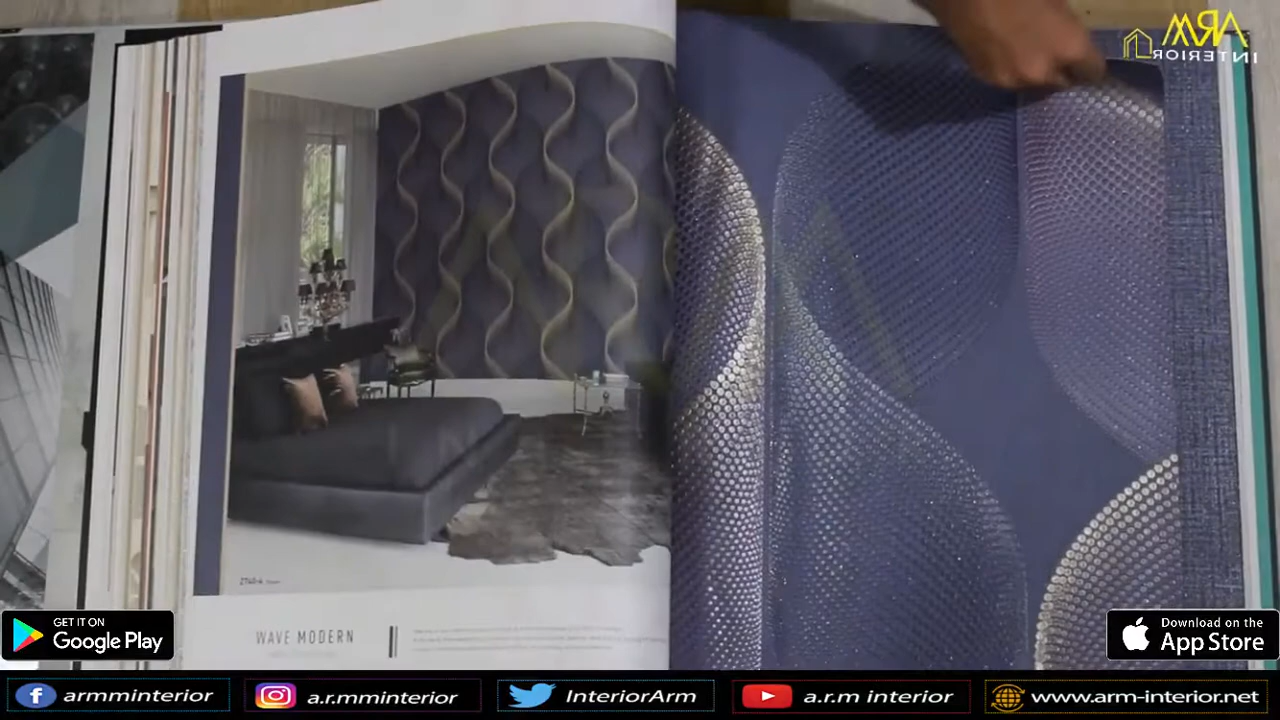 ARM
INTERIOR
WAVE MODERN
GET IT ON
Google Play
Download on the
App Store
armminterior
a.r.mminterior
InteriorArm
a.r.m interior
www.arm-interior.net